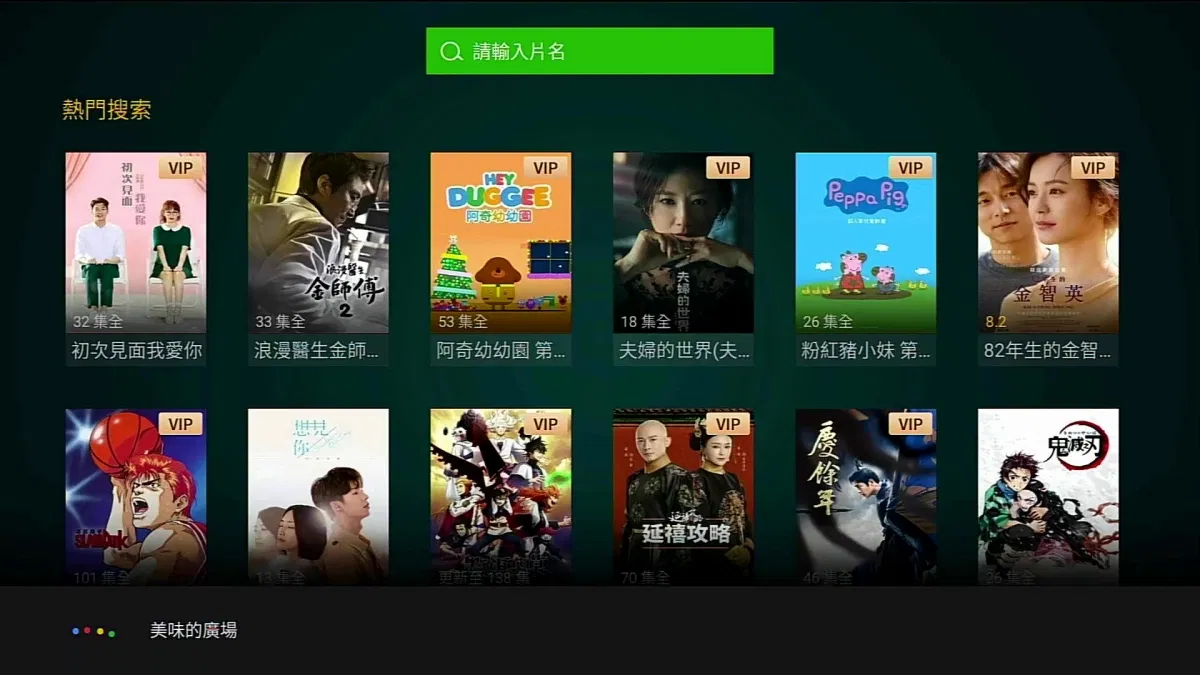 請輸入片名
熱門搜索
初次見面
我愛你
VIP
32 集全
初次見面我愛你
浪漫醫生
金師傅
2
33 集全
浪漫醫生金師...
HEY
DUGGEE
阿奇幼幼園
VIP
53 集全
阿奇幼幼園 第...
VIP
夫婦的世界
18 集全
夫婦的世界(夫...
VIP
Peppa Pig
26 集全
粉紅豬小妹 第...
VIP
金智英
8.2
82年生的金智...
VIP
SLAM DUNK
101 集全
想見你
13 集全
VIP
更新至 138 集
VIP
延禧攻略
70 集全
VIP
慶餘年
46 集全
鬼滅之刃
26 集全
美味的廣場